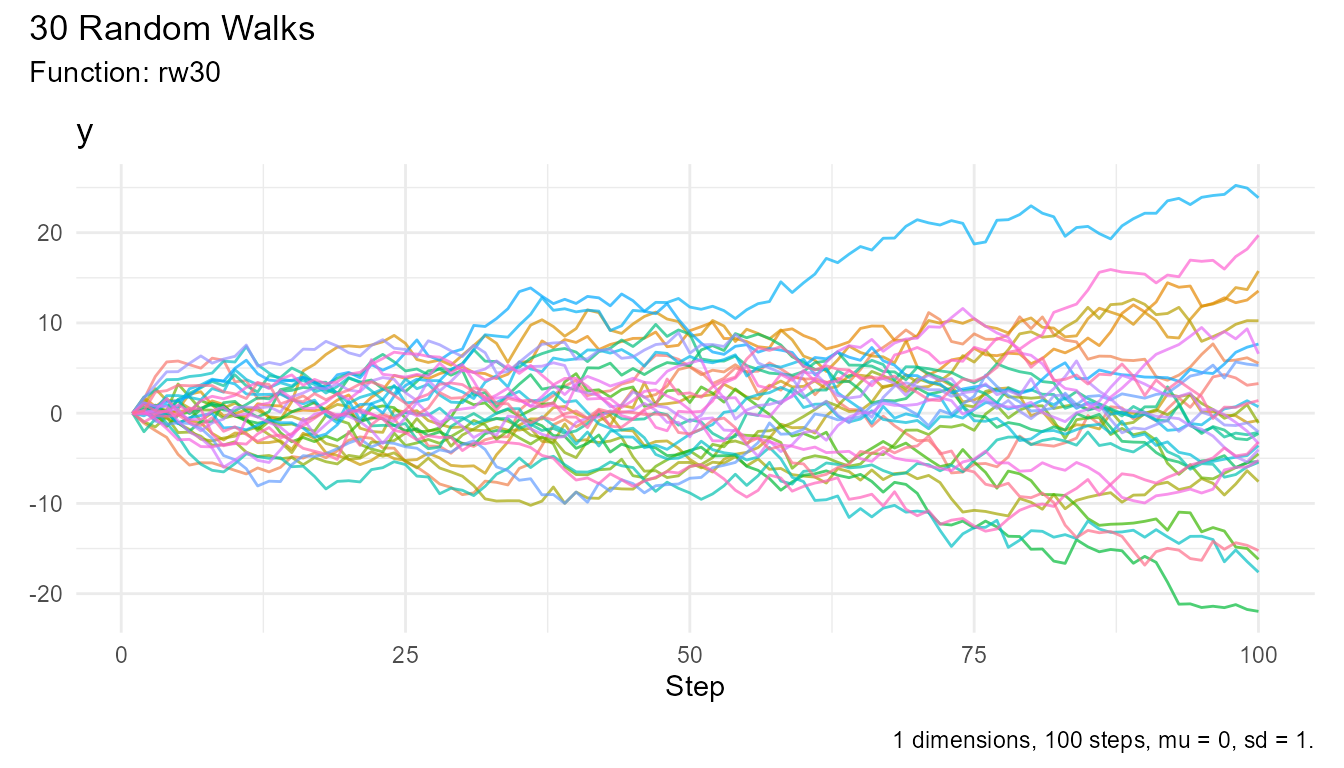 30 Random Walks
Function: rw30
y
20
10
0
-10
-20
0 25 50 75 100
Step
1 dimensions, 100 steps, mu = 0, sd = 1.